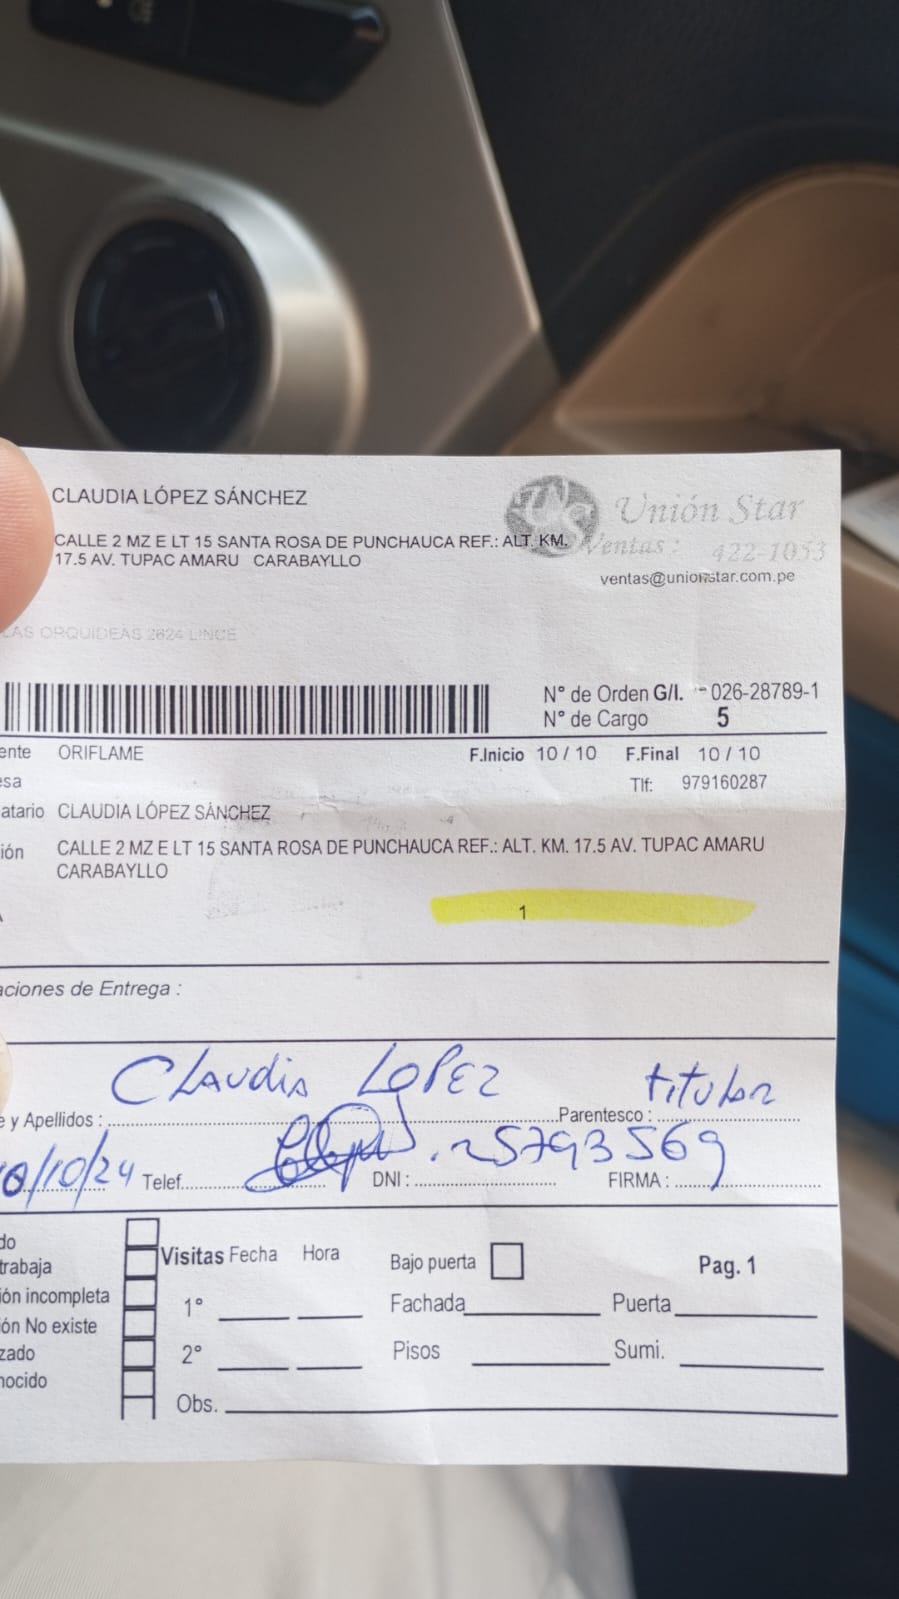 CLAUDIA LÓPEZ SÁNCHEZ
CALLE 2 MZ E LT 15 SANTA ROSA DE PUNCHAUCA REF.: ALT. KM.
17.5 AV. TUPAC AMARU CARABAYLLO
Unión Star
Ventas : 422-1053
ventas@unionstar.com.pe
LAS ORQUIDEAS 2624 LINCE
N° de Orden G/I. 026-28789-1
N° de Cargo 5
ente ORIFLAME F.Inicio 10 / 10 F.Final 10 / 10
esa Tlf: 979160287
atario CLAUDIA LÓPEZ SÁNCHEZ
ión CALLE 2 MZ E LT 15 SANTA ROSA DE PUNCHAUCA REF.: ALT. KM. 17.5 AV. TUPAC AMARU
CARABAYLLO
1
aciones de Entrega :
Claudia Lopez titular
e y Apellidos : Parentesco :
0/10/24 Telef. DNI : 25793569 FIRMA :
do
trabaja Visitas Fecha Hora Bajo puerta Pag. 1
ión incompleta 1° Fachada Puerta
ión No existe
zado 2° Pisos Sumi.
nocido
Obs.